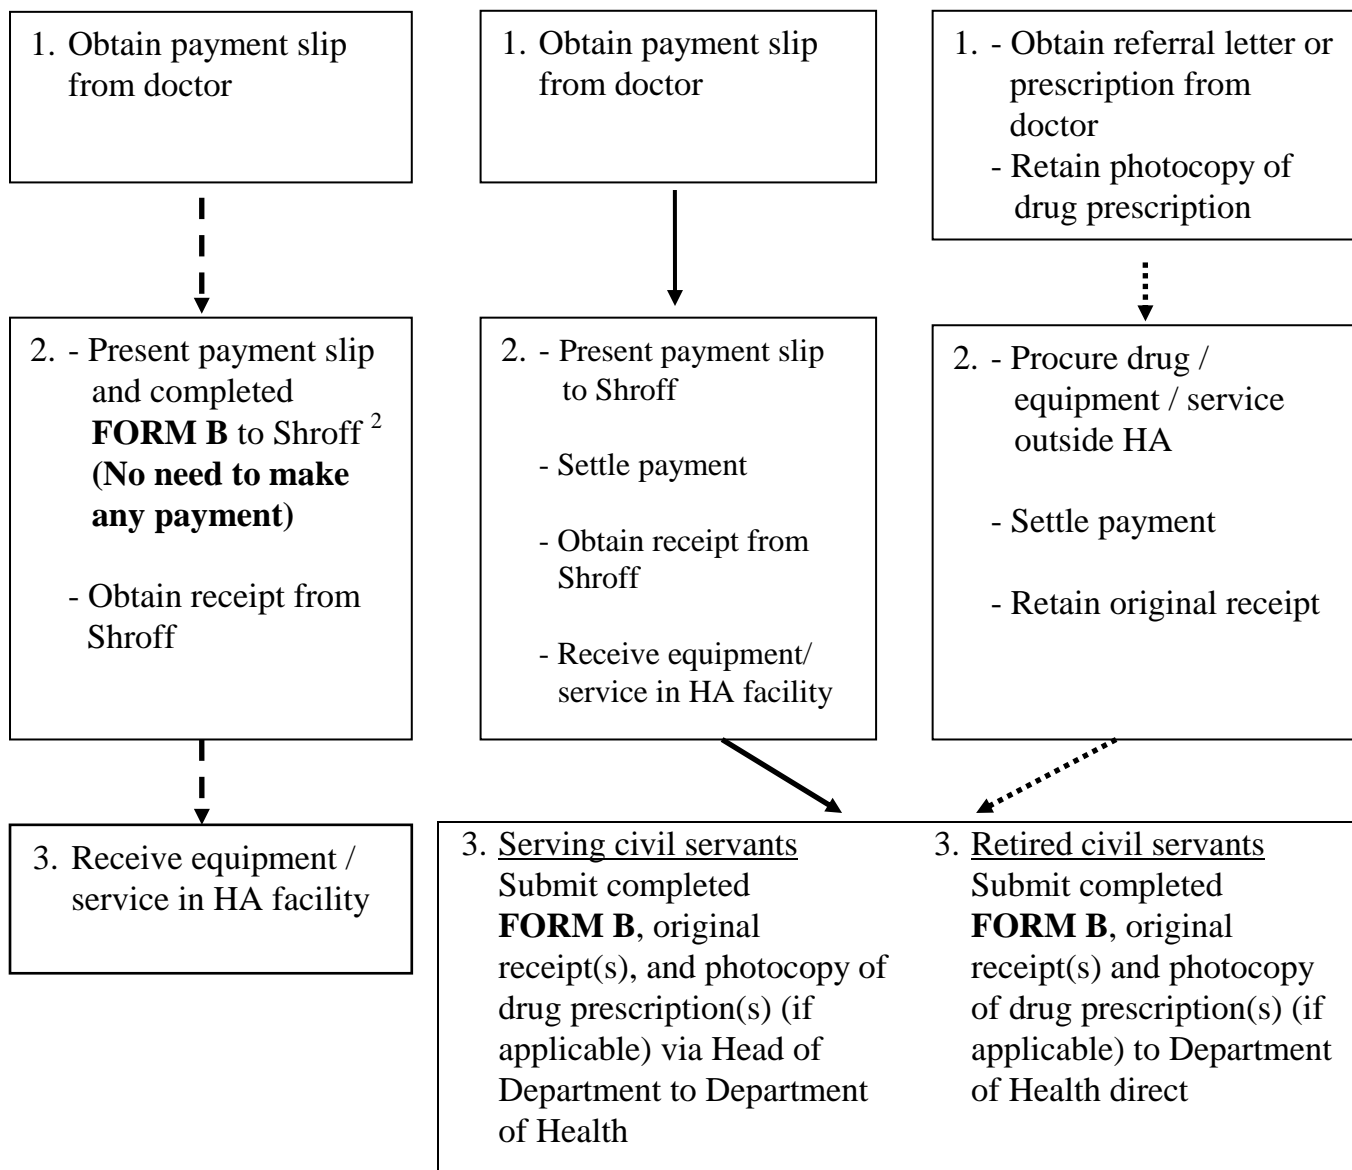 1. Obtain payment slip
from doctor
1. Obtain payment slip
from doctor
1. - Obtain referral letter or
prescription from
doctor
- Retain photocopy of
drug prescription
2. - Present payment slip
and completed
FORM B to Shroff 2
(No need to make
any payment)
- Obtain receipt from
Shroff
2. - Present payment slip
to Shroff
- Settle payment
- Obtain receipt from
Shroff
- Receive equipment/
service in HA facility
2. - Procure drug /
equipment / service
outside HA
- Settle payment
- Retain original receipt
3. Receive equipment /
service in HA facility
3. Serving civil servants
Submit completed
FORM B, original
receipt(s), and photocopy of
drug prescription(s) (if
applicable) via Head of
Department to Department
of Health
3. Retired civil servants
Submit completed
FORM B, original
receipt(s) and photocopy
of drug prescription(s) (if
applicable) to Department
of Health direct